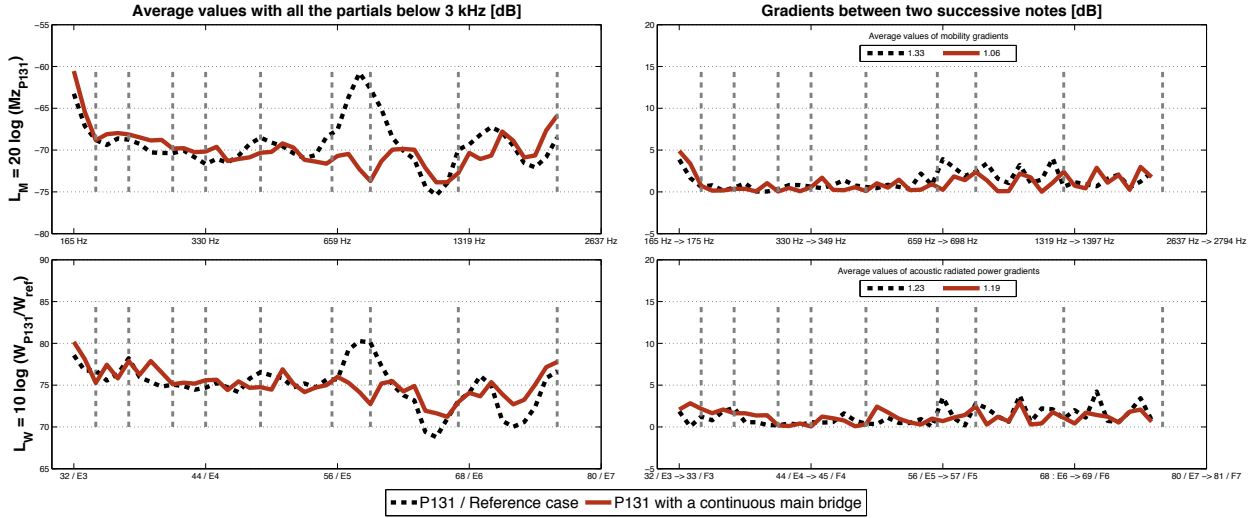 Average values with all the partials below 3 kHz [dB]
Gradients between two successive notes [dB]
L_M = 20 log (Mz_P131)
−55
−60
−65
−70
−75
−80
165 Hz
330 Hz
659 Hz
1319 Hz
2637 Hz
20
15
10
5
0
−5
Average values of mobility gradients
1.33
1.06
165 Hz −> 175 Hz
330 Hz −> 349 Hz
659 Hz −> 698 Hz
1319 Hz −> 1397 Hz
2637 Hz −> 2794 Hz
L_W = 10 log (W_P131/W_ref)
90
85
80
75
70
65
32 / E3
44 / E4
56 / E5
68 / E6
80 / E7
20
15
10
5
0
−5
Average values of acoustic radiated power gradients
1.23
1.19
32 / E3 −> 33 / F3
44 / E4 −> 45 / F4
56 / E5 −> 57 / F5
68 : E6 −> 69 / F6
80 / E7 −> 81 / F7
P131 / Reference case
P131 with a continuous main bridge